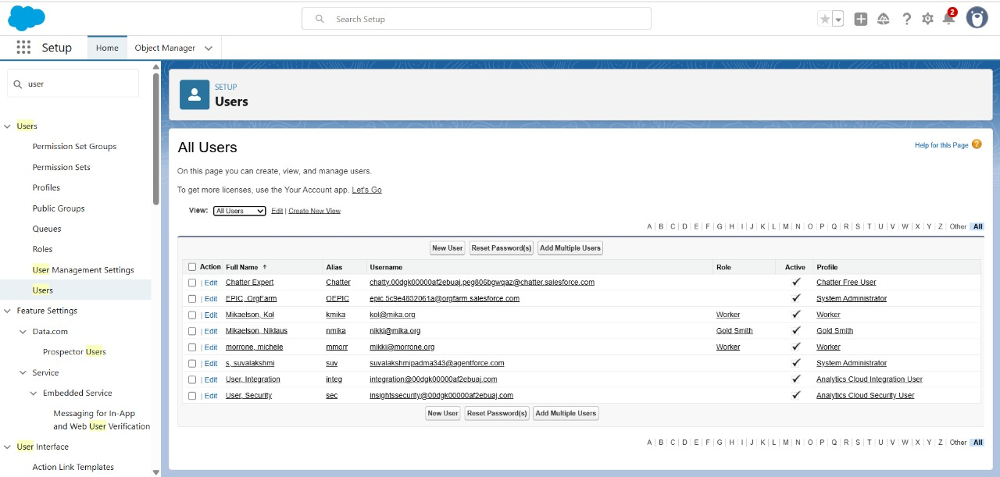 Search Setup
2
Setup Home Object Manager
user
Users
Permission Set Groups
Permission Sets
Profiles
Public Groups
Queues
Roles
User Management Settings
Users
Feature Settings
Data.com
Prospector Users
Service
Embedded Service
Messaging for In-App
and Web User Verification
User Interface
Action Link Templates
SETUP
Users
All Users
Help for this Page ?
On this page you can create, view, and manage users.
To get more licenses, use the Your Account app. Let's Go
View: All Users Edit | Create New View
A | B | C | D | E | F | G | H | I | J | K | L | M | N | O | P | Q | R | S | T | U | V | W | X | Y | Z | Other All
New User Reset Password(s) Add Multiple Users
Action Full Name ↑ Alias Username Role Active Profile
| Edit Chatter Expert Chatter chatty.00dgk00000af2ebuaj.peg806bgwqaz@chatter.salesforce.com ✓ Chatter Free User
| Edit EPIC, OrgFarm OEPIC epic.5c9e4832061a@orgfarm.salesforce.com ✓ System Administrator
| Edit Mikaelson, Kol kmika kol@mika.org Worker ✓ Worker
| Edit Mikaelson, Niklaus nmika nikki@mika.org Gold Smith ✓ Gold Smith
| Edit morrone, michele mmorr mikki@morrone.org Worker ✓ Worker
| Edit s, suvalakshmi suv suvalakshmipadma343@agentforce.com ✓ System Administrator
| Edit User, Integration integ integration@00dgk00000af2ebuaj.com ✓ Analytics Cloud Integration User
| Edit User, Security sec insightssecurity@00dgk00000af2ebuaj.com ✓ Analytics Cloud Security User
New User Reset Password(s) Add Multiple Users
A | B | C | D | E | F | G | H | I | J | K | L | M | N | O | P | Q | R | S | T | U | V | W | X | Y | Z | Other All